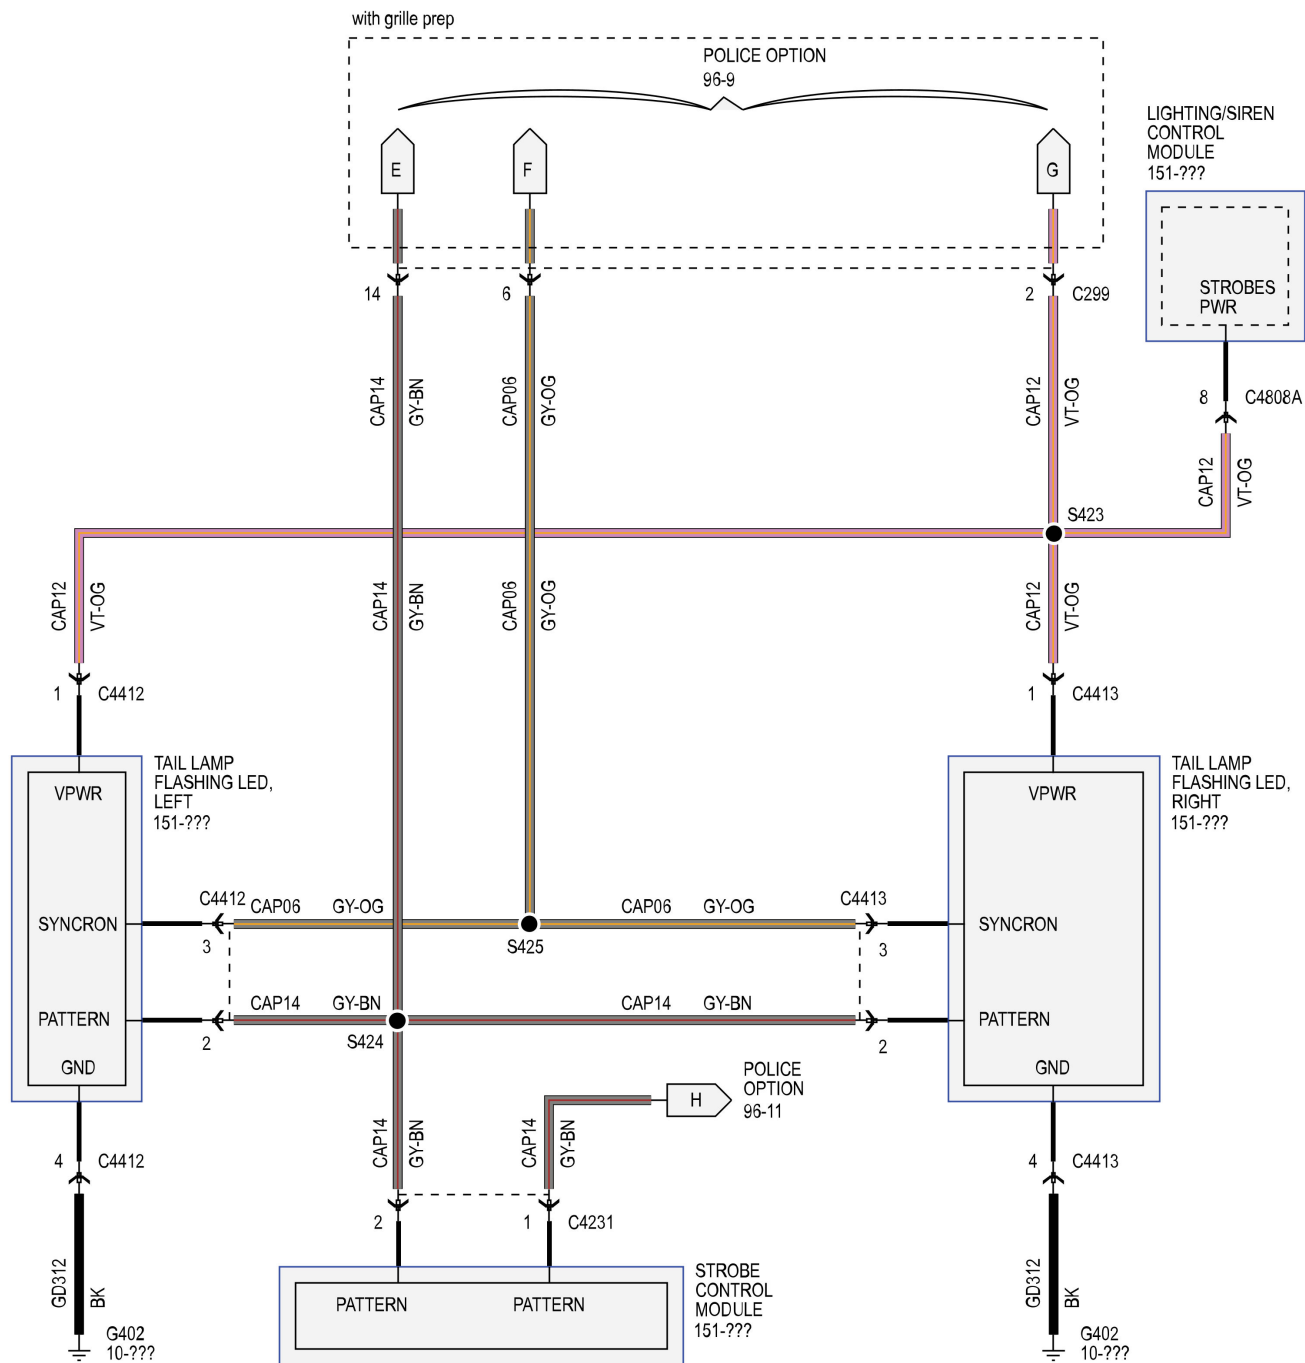 with grille prep
POLICE OPTION
96-9
LIGHTING/SIREN
CONTROL
MODULE
151-???
E
F
G
STROBES
PWR
14
6
2
C299
CAP14
GY-BN
CAP06
GY-OG
CAP12
VT-OG
8
C4808A
CAP12
VT-OG
S423
CAP12
VT-OG
CAP14
GY-BN
CAP06
GY-OG
CAP12
VT-OG
1
C4412
1
C4413
TAIL LAMP
FLASHING LED,
LEFT
151-???
TAIL LAMP
FLASHING LED,
RIGHT
151-???
VPWR
VPWR
C4412
CAP06
GY-OG
CAP06
GY-OG
C4413
SYNCRON
3
S425
3
SYNCRON
CAP14
GY-BN
CAP14
GY-BN
PATTERN
2
S424
2
PATTERN
GND
GND
POLICE
OPTION
96-11
H
CAP14
GY-BN
CAP14
GY-BN
4
C4412
4
C4413
2
1
C4231
GD312
BK
GD312
BK
STROBE
CONTROL
MODULE
151-???
PATTERN
PATTERN
G402
10-???
G402
10-???